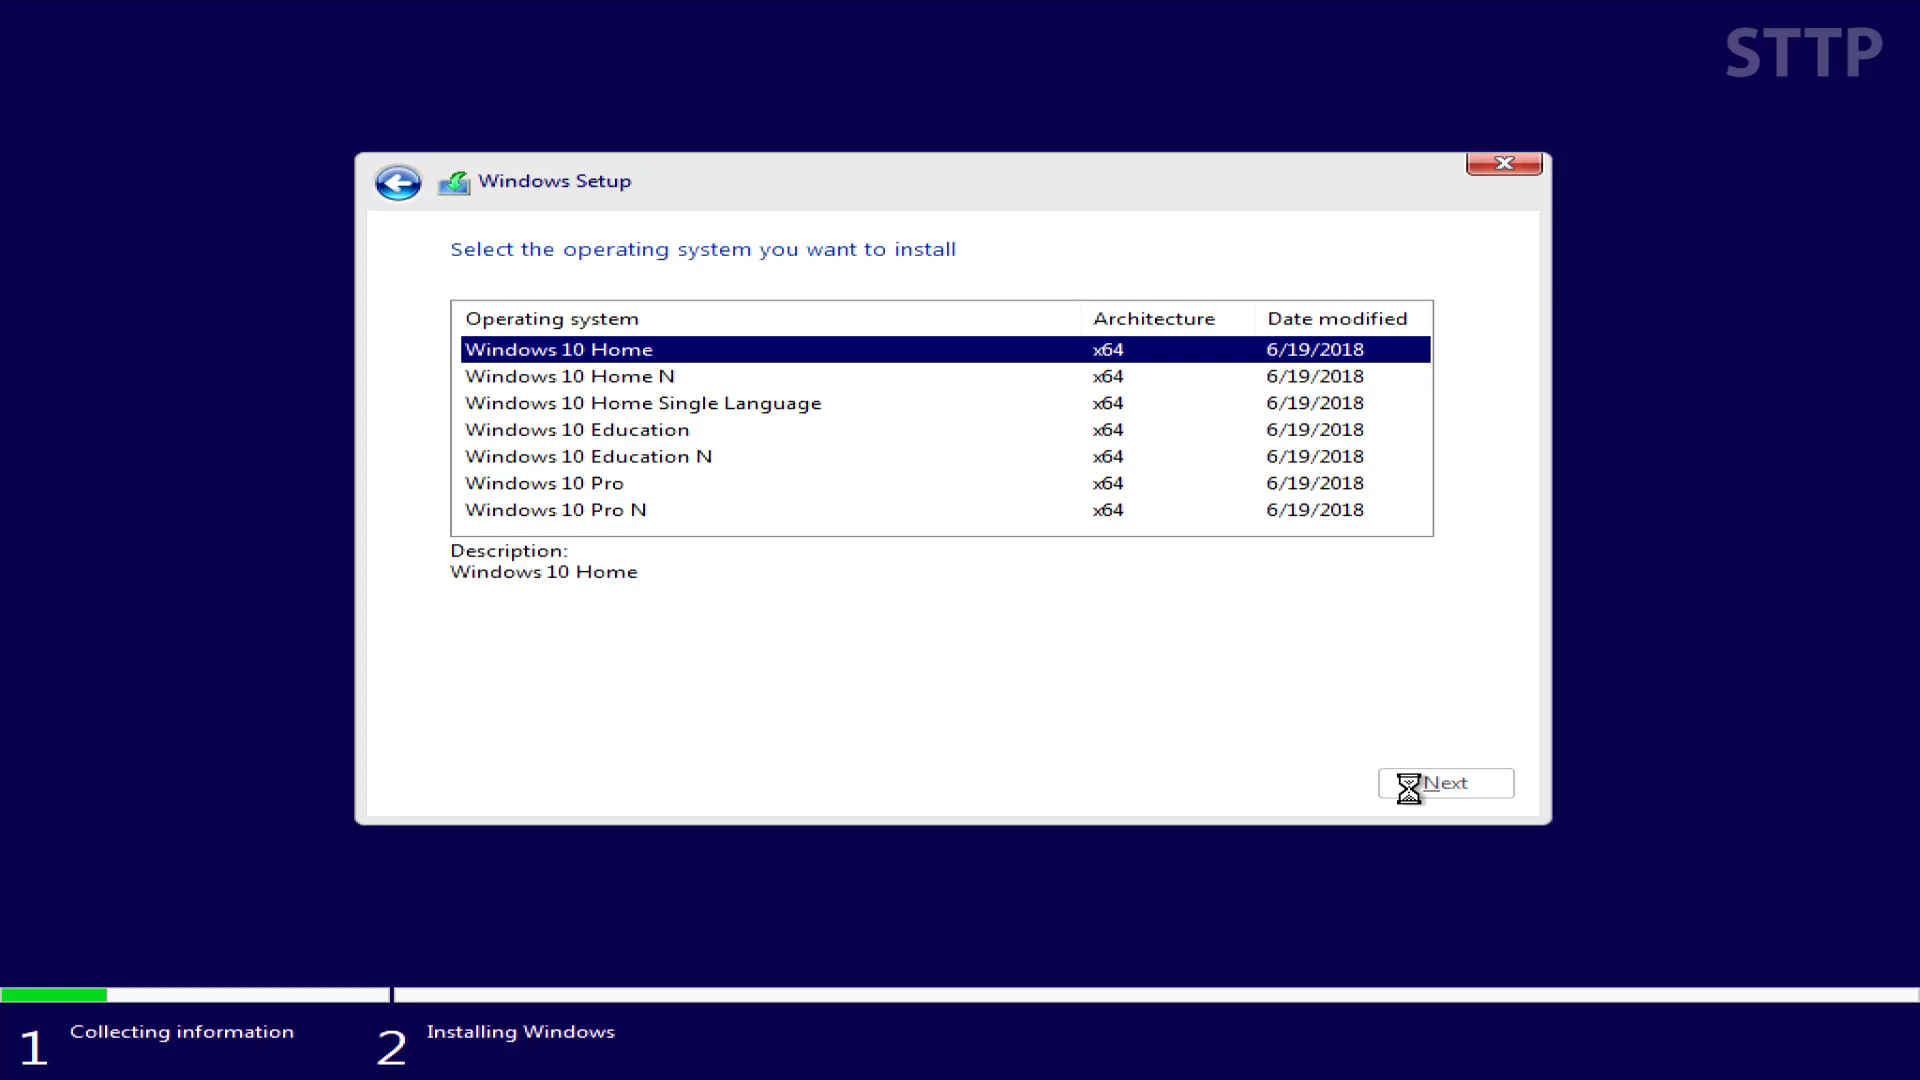 STTP
Windows Setup
Select the operating system you want to install
Operating system Architecture Date modified
Windows 10 Home x64 6/19/2018
Windows 10 Home N x64 6/19/2018
Windows 10 Home Single Language x64 6/19/2018
Windows 10 Education x64 6/19/2018
Windows 10 Education N x64 6/19/2018
Windows 10 Pro x64 6/19/2018
Windows 10 Pro N x64 6/19/2018
Description:
Windows 10 Home
Next
1 Collecting information 2 Installing Windows